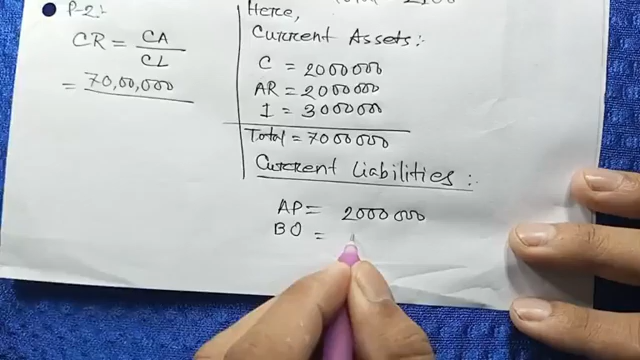 P-2:
CR = CA
CL
= 70,00,000
Here,
Current Assets:-
C = 2000000
AR = 2000000
I = 3000000
Total = 7000000
Current Liabilities :-
AP = 2000000
BO =